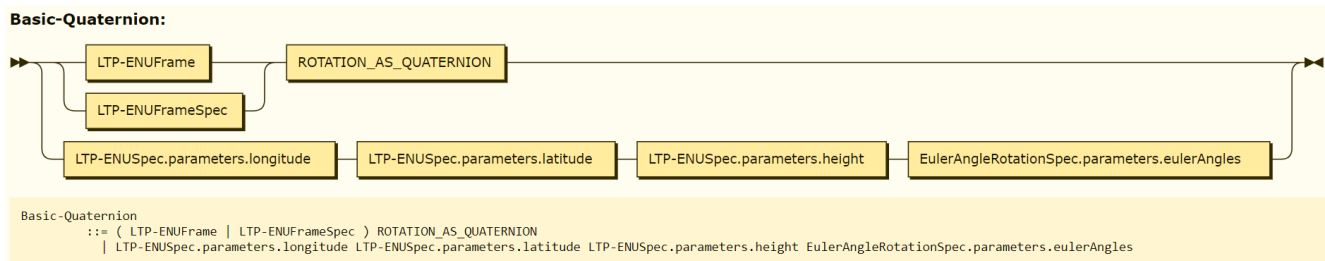 Basic-Quaternion:
LTP-ENUFrame
ROTATION_AS_QUATERNION
LTP-ENUFrameSpec
LTP-ENUSpec.parameters.longitude
LTP-ENUSpec.parameters.latitude
LTP-ENUSpec.parameters.height
EulerAngleRotationSpec.parameters.eulerAngles
Basic-Quaternion
::= ( LTP-ENUFrame | LTP-ENUFrameSpec ) ROTATION_AS_QUATERNION
| LTP-ENUSpec.parameters.longitude LTP-ENUSpec.parameters.latitude LTP-ENUSpec.parameters.height EulerAngleRotationSpec.parameters.eulerAngles